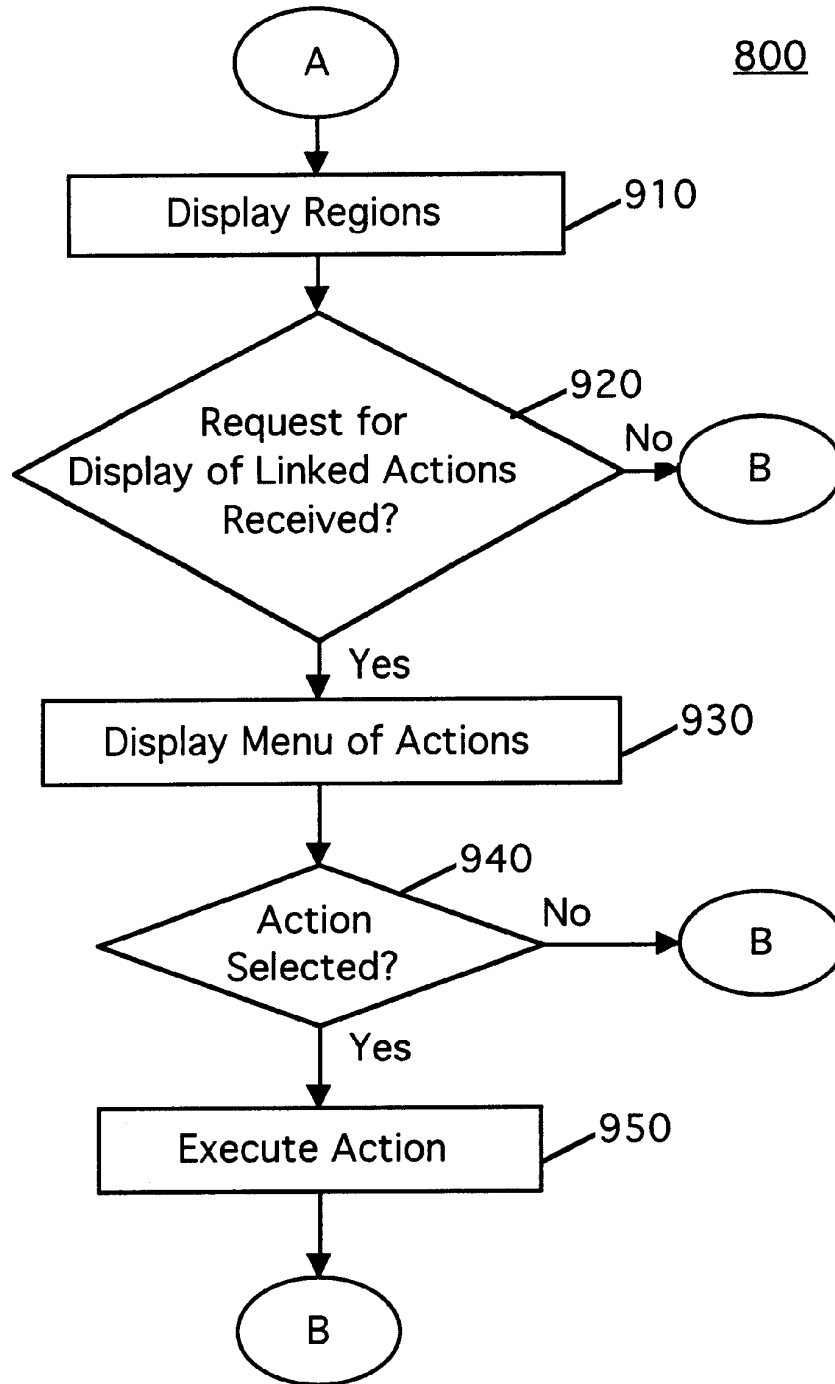 A
800
Display Regions
910
920
Request for
Display of Linked Actions
Received?
No
B
Yes
Display Menu of Actions
930
940
Action
Selected?
No
B
Yes
Execute Action
950
B